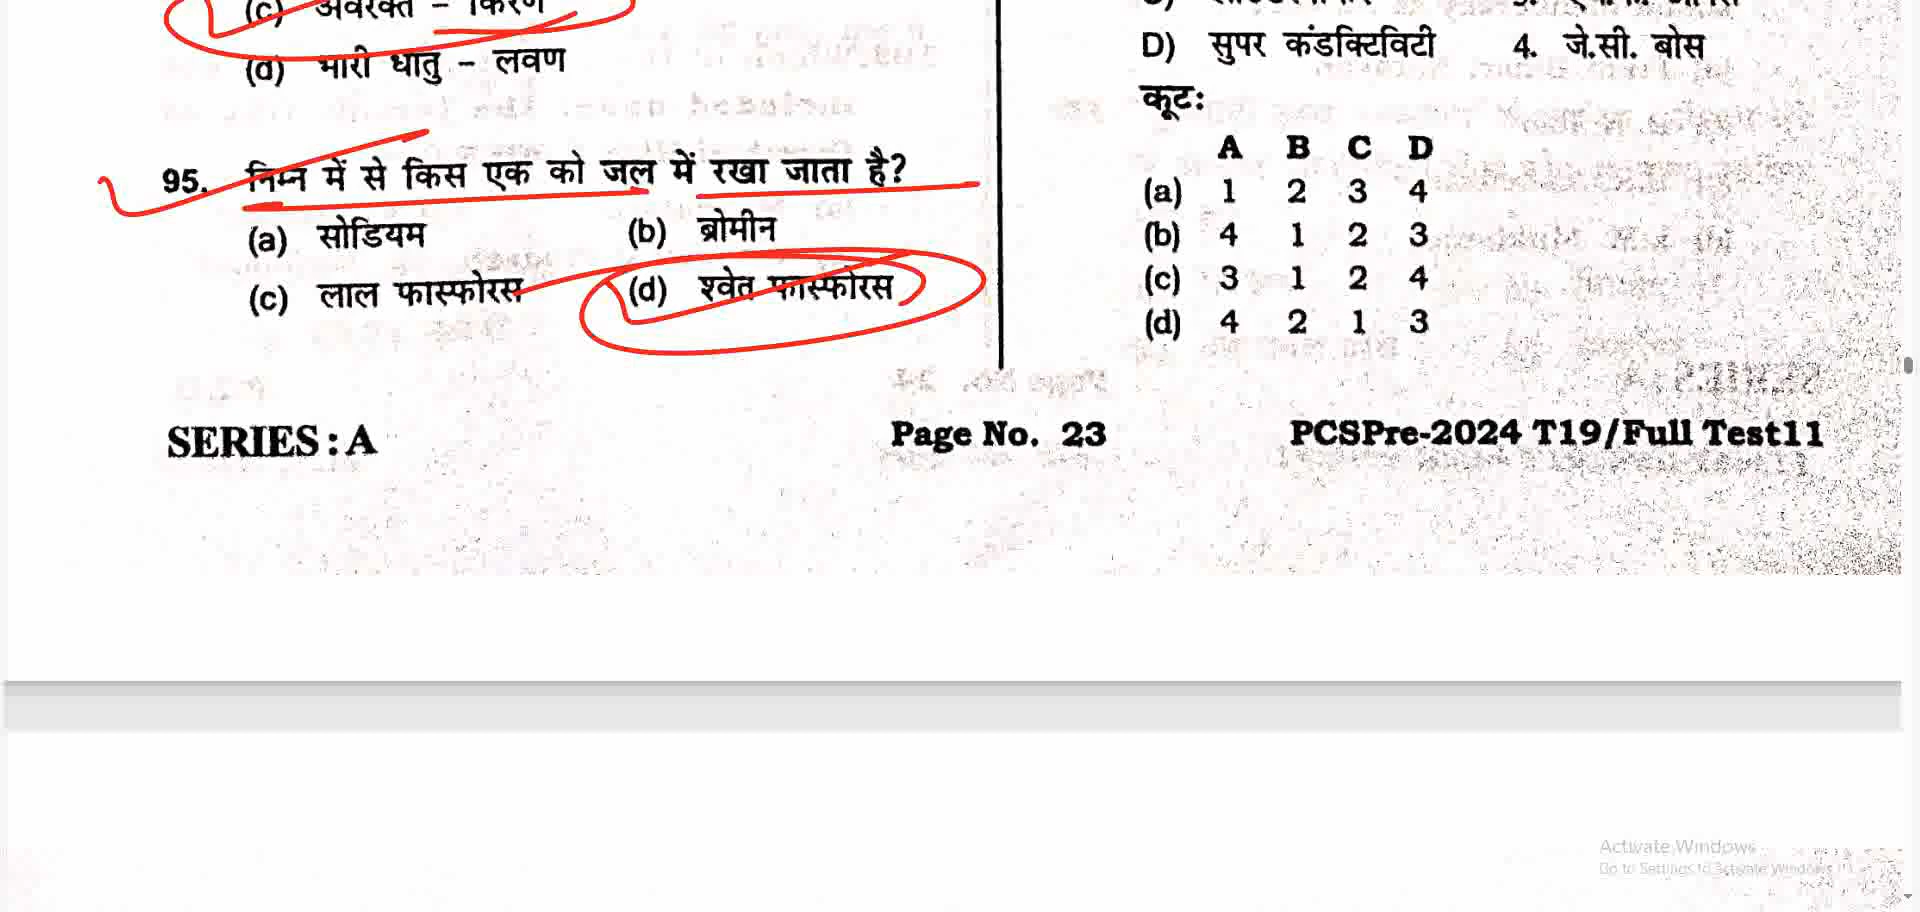 (c) अवरक्त - किरण
(d) भारी धातु - लवण
95. निम्न में से किस एक को जल में रखा जाता है?
(a) सोडियम (b) ब्रोमीन
(c) लाल फास्फोरस (d) श्वेत फास्फोरस
D) सुपर कंडक्टिविटी 4. जे.सी. बोस
कूट:
A B C D
(a) 1 2 3 4
(b) 4 1 2 3
(c) 3 1 2 4
(d) 4 2 1 3
SERIES : A Page No. 23 PCSPre-2024 T19/Full Test11
Activate Windows
Go to Settings to activate Windows.